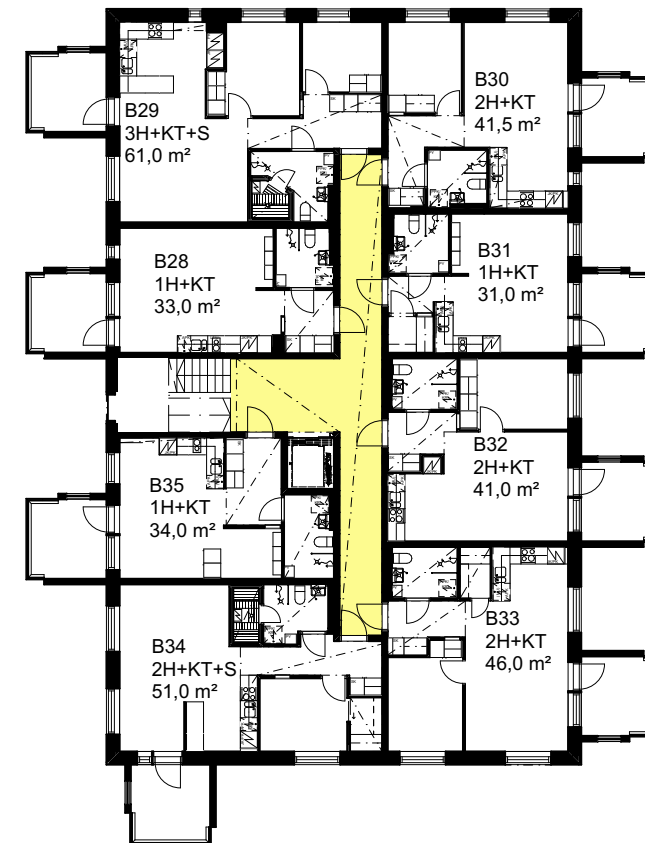 B29
3H+KT+S
61,0 m²
B30
2H+KT
41,5 m²
B28
1H+KT
33,0 m²
B31
1H+KT
31,0 m²
B32
2H+KT
41,0 m²
B35
1H+KT
34,0 m²
B33
2H+KT
46,0 m²
B34
2H+KT+S
51,0 m²